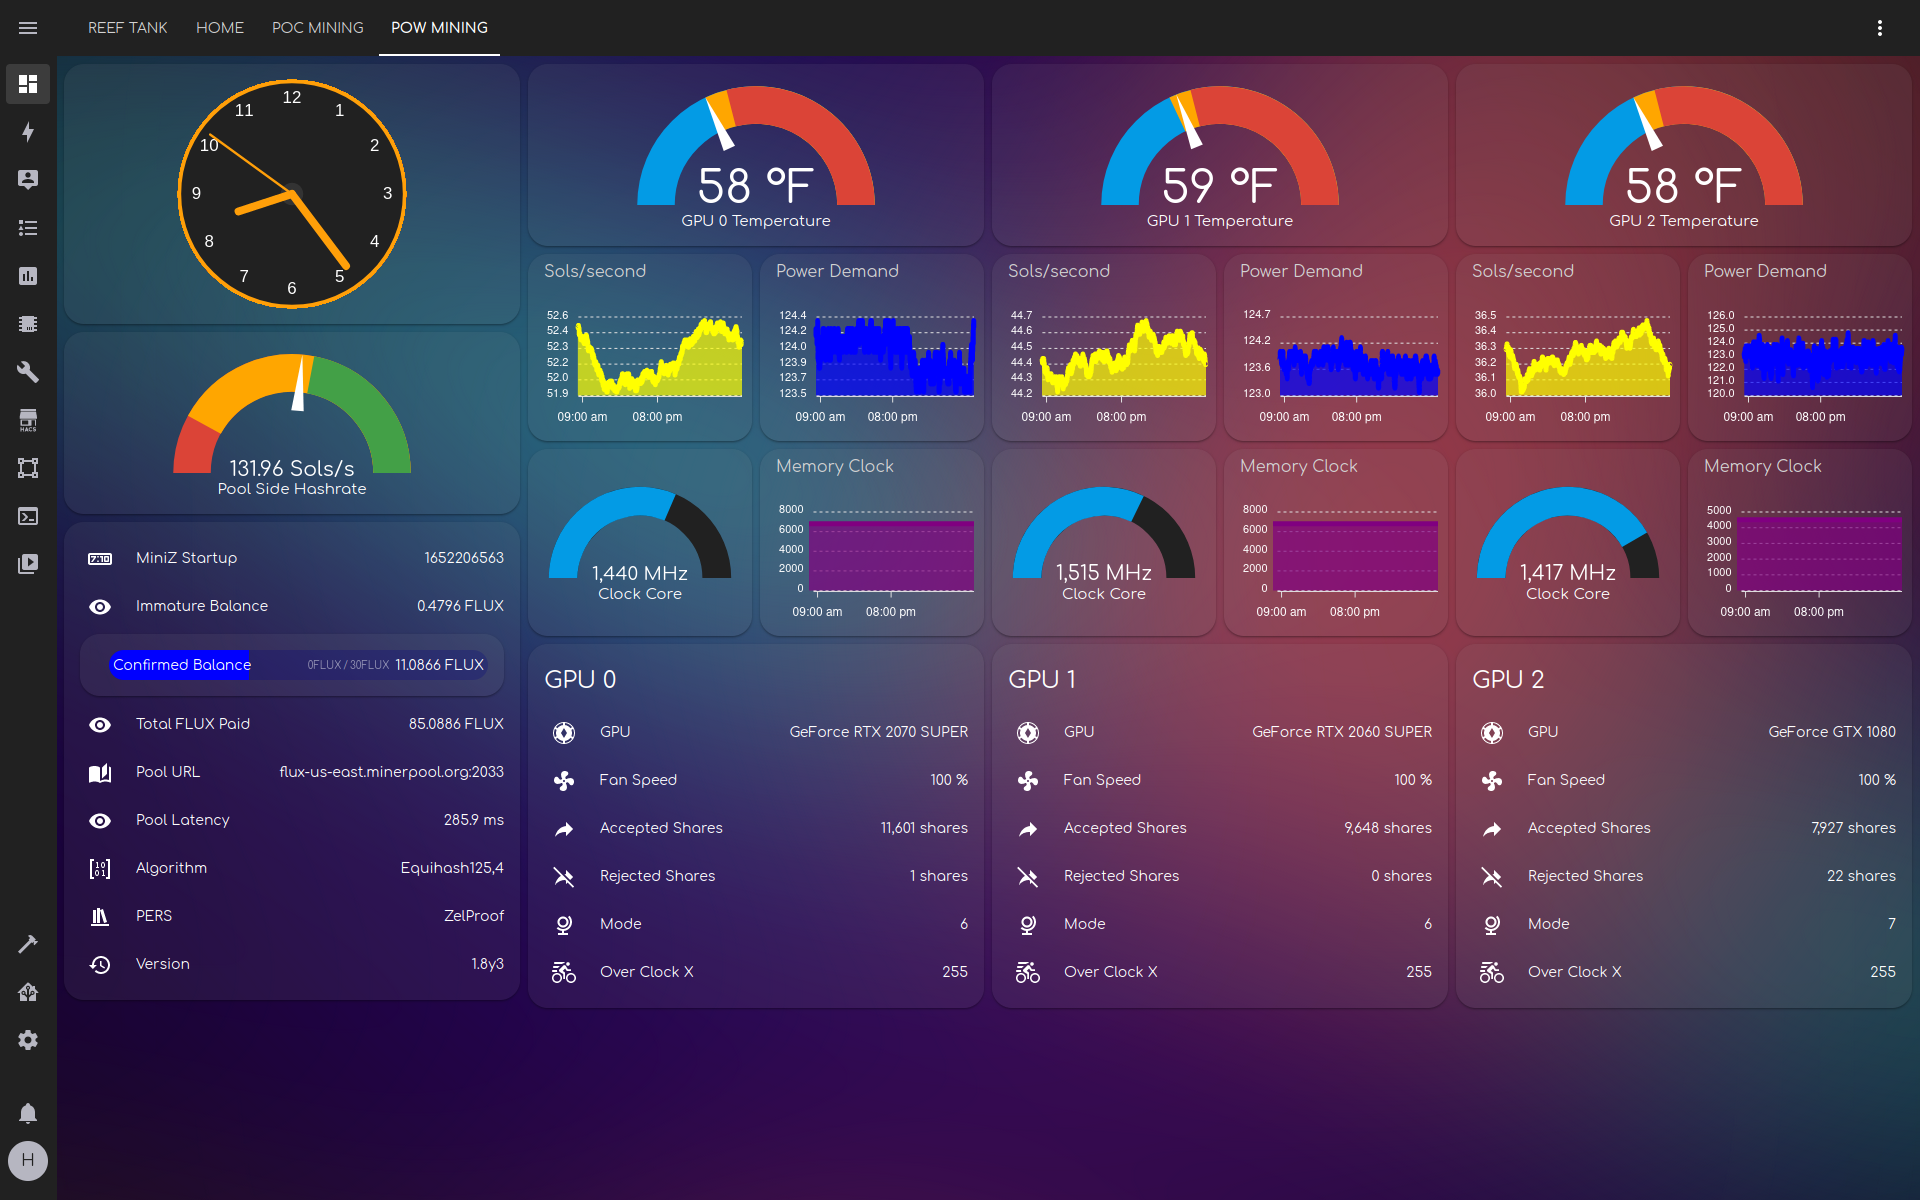 REEF TANK HOME POC MINING POW MINING
12
11 1
10 2
9 3
8 4
7 5
6
131.96 Sols/s
Pool Side Hashrate
MiniZ Startup 1652206563
Immature Balance 0.4796 FLUX
Confirmed Balance 0FLUX / 30FLUX 11.0866 FLUX
Total FLUX Paid 85.0886 FLUX
Pool URL flux-us-east.minerpool.org:2033
Pool Latency 285.9 ms
Algorithm Equihash125,4
PERS ZelProof
Version 1.8y3
58 °F
GPU 0 Temperature
Sols/second
52.6
52.4
52.3
52.2
52.0
51.9
09:00 am 08:00 pm
Power Demand
124.4
124.2
124.0
123.9
123.7
123.5
09:00 am 08:00 pm
1,440 MHz
Clock Core
Memory Clock
8000
6000
4000
2000
0
09:00 am 08:00 pm
GPU 0
GPU GeForce RTX 2070 SUPER
Fan Speed 100 %
Accepted Shares 11,601 shares
Rejected Shares 1 shares
Mode 6
Over Clock X 255
59 °F
GPU 1 Temperature
Sols/second
44.7
44.6
44.5
44.4
44.3
44.2
09:00 am 08:00 pm
Power Demand
124.7
124.2
123.6
123.0
09:00 am 08:00 pm
1,515 MHz
Clock Core
Memory Clock
8000
6000
4000
2000
0
09:00 am 08:00 pm
GPU 1
GPU GeForce RTX 2060 SUPER
Fan Speed 100 %
Accepted Shares 9,648 shares
Rejected Shares 0 shares
Mode 6
Over Clock X 255
58 °F
GPU 2 Temperature
Sols/second
36.5
36.4
36.3
36.2
36.1
36.0
09:00 am 08:00 pm
Power Demand
126.0
125.0
124.0
123.0
122.0
121.0
120.0
09:00 am 08:00 pm
1,417 MHz
Clock Core
Memory Clock
5000
4000
3000
2000
1000
0
09:00 am 08:00 pm
GPU 2
GPU GeForce GTX 1080
Fan Speed 100 %
Accepted Shares 7,927 shares
Rejected Shares 22 shares
Mode 7
Over Clock X 255
HACS
H